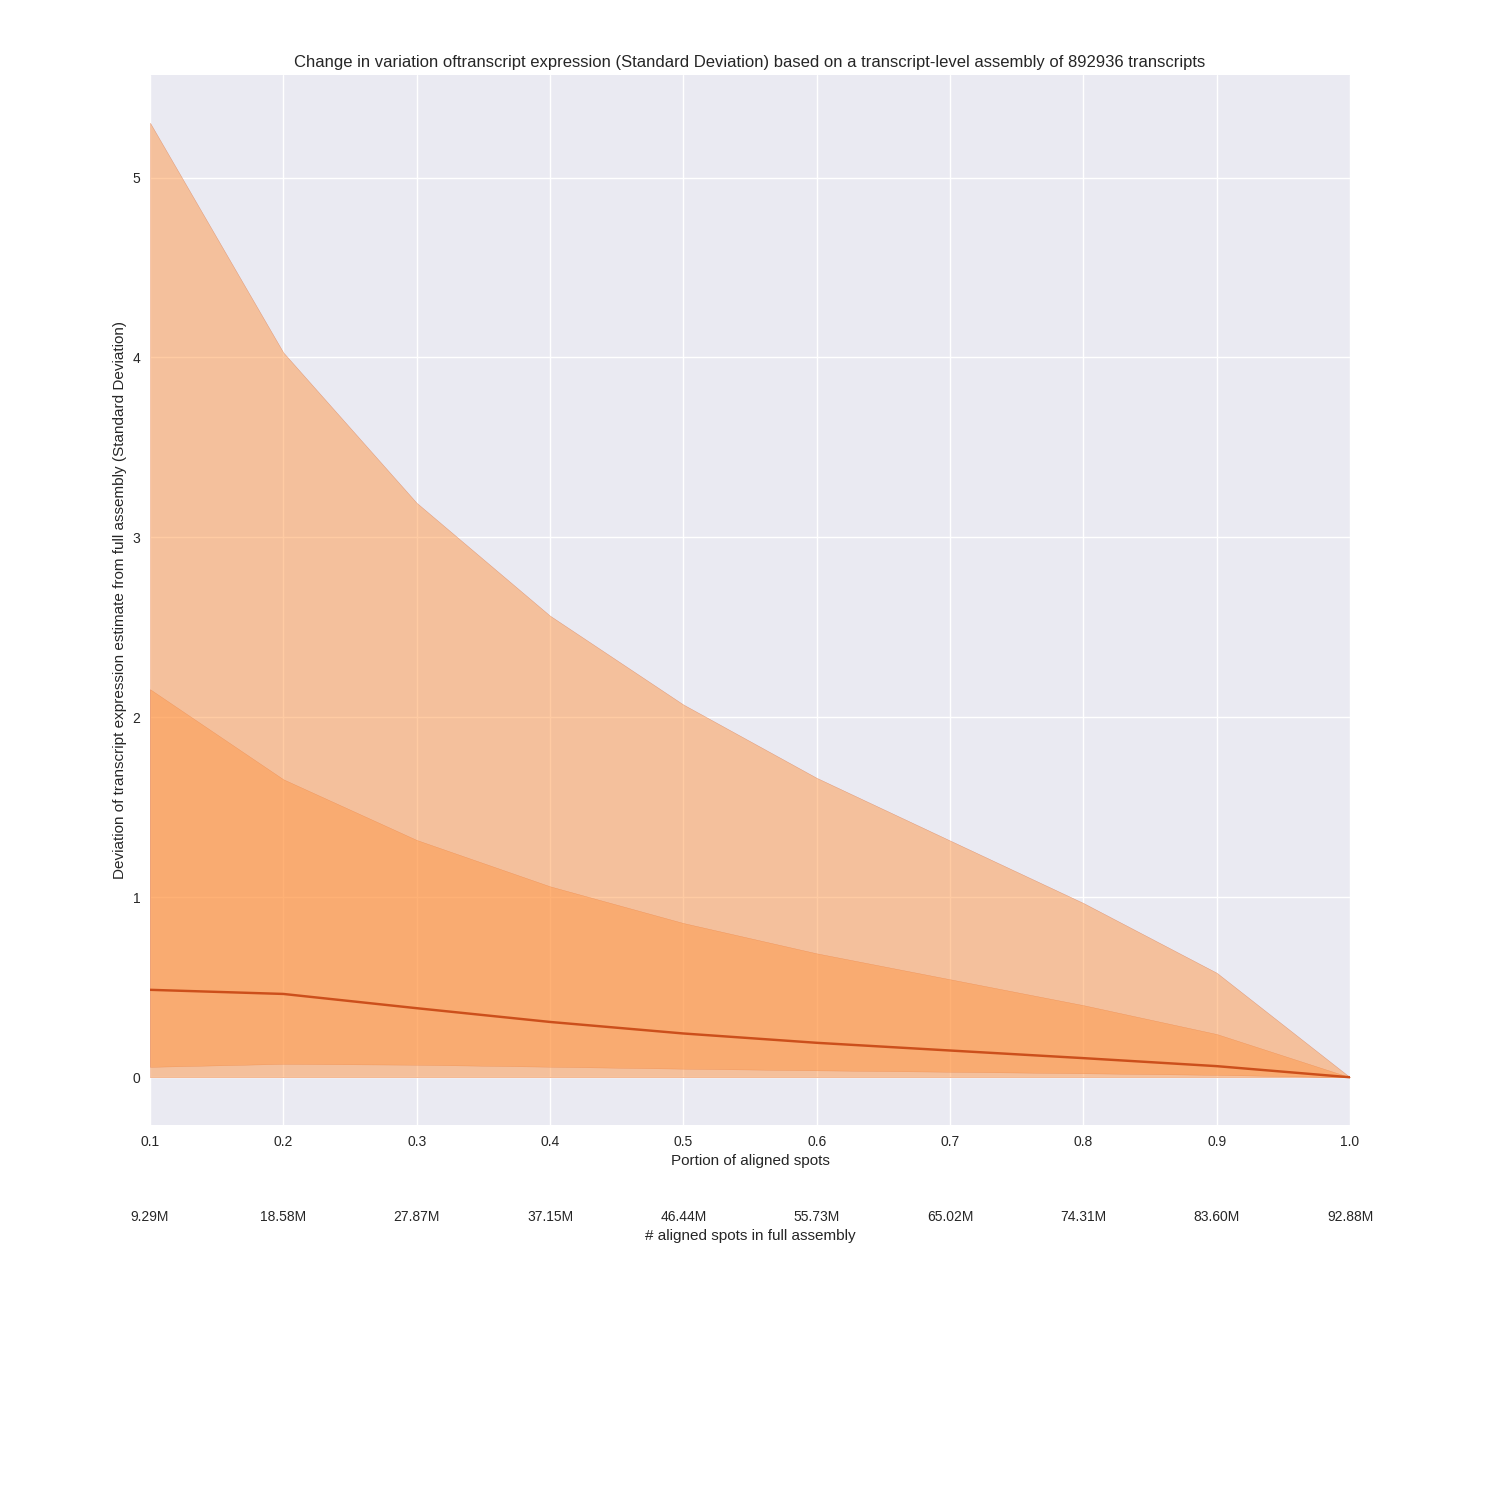 Change in variation oftranscript expression (Standard Deviation) based on a transcript-level assembly of 892936 transcripts
Deviation of transcript expression estimate from full assembly (Standard Deviation)
5
4
3
2
1
0
0.1 0.2 0.3 0.4 0.5 0.6 0.7 0.8 0.9 1.0
Portion of aligned spots
9.29M 18.58M 27.87M 37.15M 46.44M 55.73M 65.02M 74.31M 83.60M 92.88M
# aligned spots in full assembly